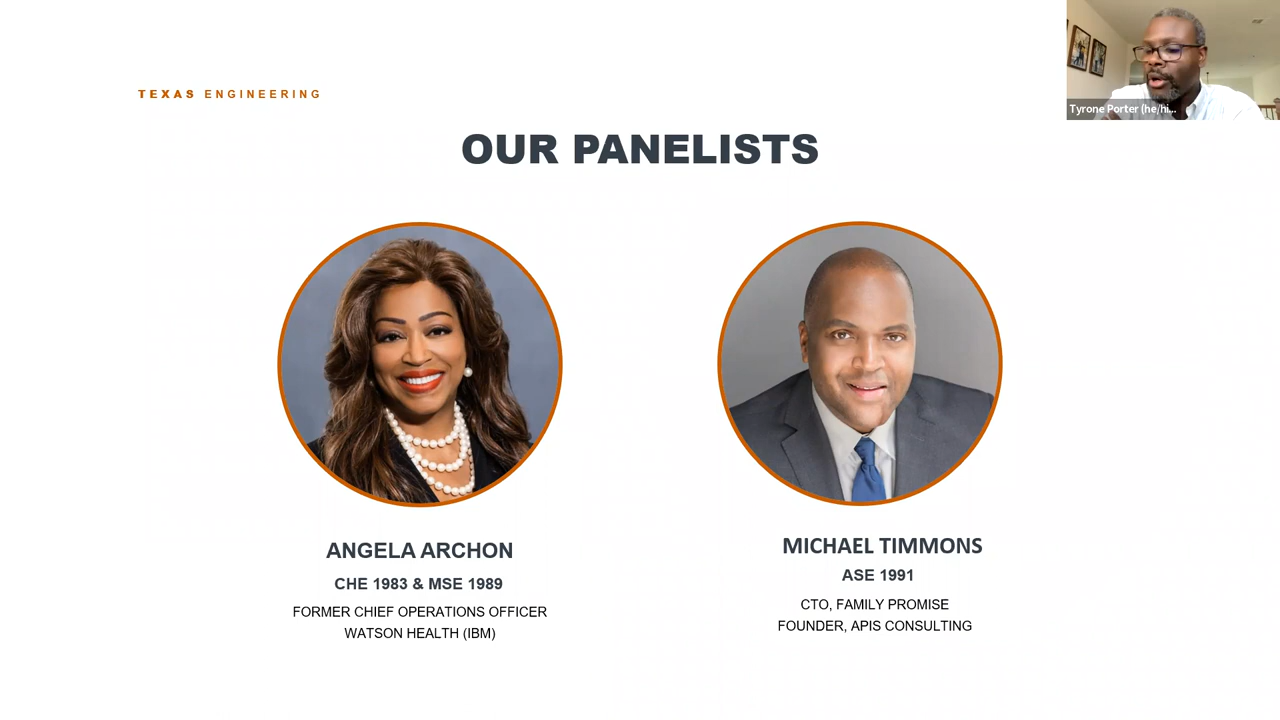 TEXAS ENGINEERING
Tyrone Porter (he/hi...
OUR PANELISTS
ANGELA ARCHON
CHE 1983 & MSE 1989
FORMER CHIEF OPERATIONS OFFICER
WATSON HEALTH (IBM)
MICHAEL TIMMONS
ASE 1991
CTO, FAMILY PROMISE
FOUNDER, APIS CONSULTING